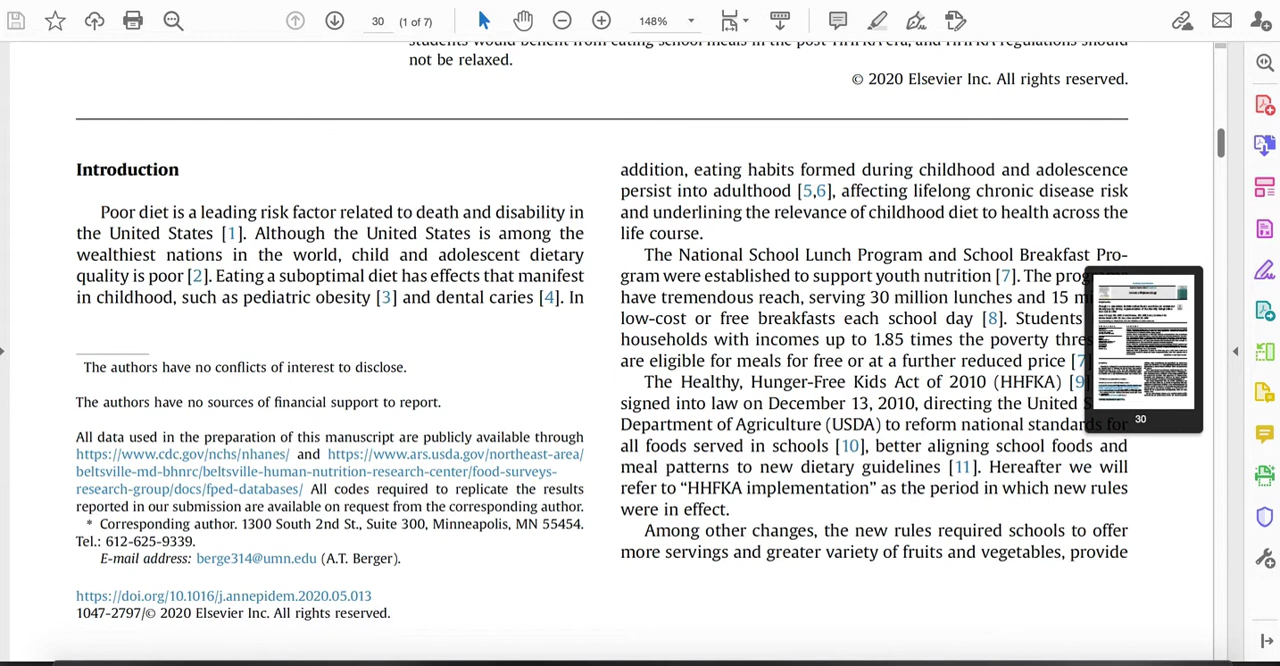 30 (1 of 7) 148%
not be relaxed.
© 2020 Elsevier Inc. All rights reserved.
Introduction
Poor diet is a leading risk factor related to death and disability in
the United States [1]. Although the United States is among the
wealthiest nations in the world, child and adolescent dietary
quality is poor [2]. Eating a suboptimal diet has effects that manifest
in childhood, such as pediatric obesity [3] and dental caries [4]. In
The authors have no conflicts of interest to disclose.
The authors have no sources of financial support to report.
All data used in the preparation of this manuscript are publicly available through
https://www.cdc.gov/nchs/nhanes/ and https://www.ars.usda.gov/northeast-area/
beltsville-md-bhnrc/beltsville-human-nutrition-research-center/food-surveys-
research-group/docs/fped-databases/ All codes required to replicate the results
reported in our submission are available on request from the corresponding author.
* Corresponding author. 1300 South 2nd St., Suite 300, Minneapolis, MN 55454.
Tel.: 612-625-9339.
E-mail address: berge314@umn.edu (A.T. Berger).
https://doi.org/10.1016/j.annepidem.2020.05.013
1047-2797/© 2020 Elsevier Inc. All rights reserved.
addition, eating habits formed during childhood and adolescence
persist into adulthood [5,6], affecting lifelong chronic disease risk
and underlining the relevance of childhood diet to health across the
life course.
The National School Lunch Program and School Breakfast Pro-
gram were established to support youth nutrition [7]. The
have tremendous reach, serving 30 million lunches and 15
low-cost or free breakfasts each school day [8]. Students
households with incomes up to 1.85 times the poverty
are eligible for meals for free or at a further reduced price [7
The Healthy, Hunger-Free Kids Act of 2010 (HHFKA) [9
signed into law on December 13, 2010, directing the United
Department of Agriculture (USDA) to reform national standards for
all foods served in schools [10], better aligning school foods and
meal patterns to new dietary guidelines [11]. Hereafter we will
refer to “HHFKA implementation” as the period in which new rules
were in effect.
Among other changes, the new rules required schools to offer
more servings and greater variety of fruits and vegetables, provide
30